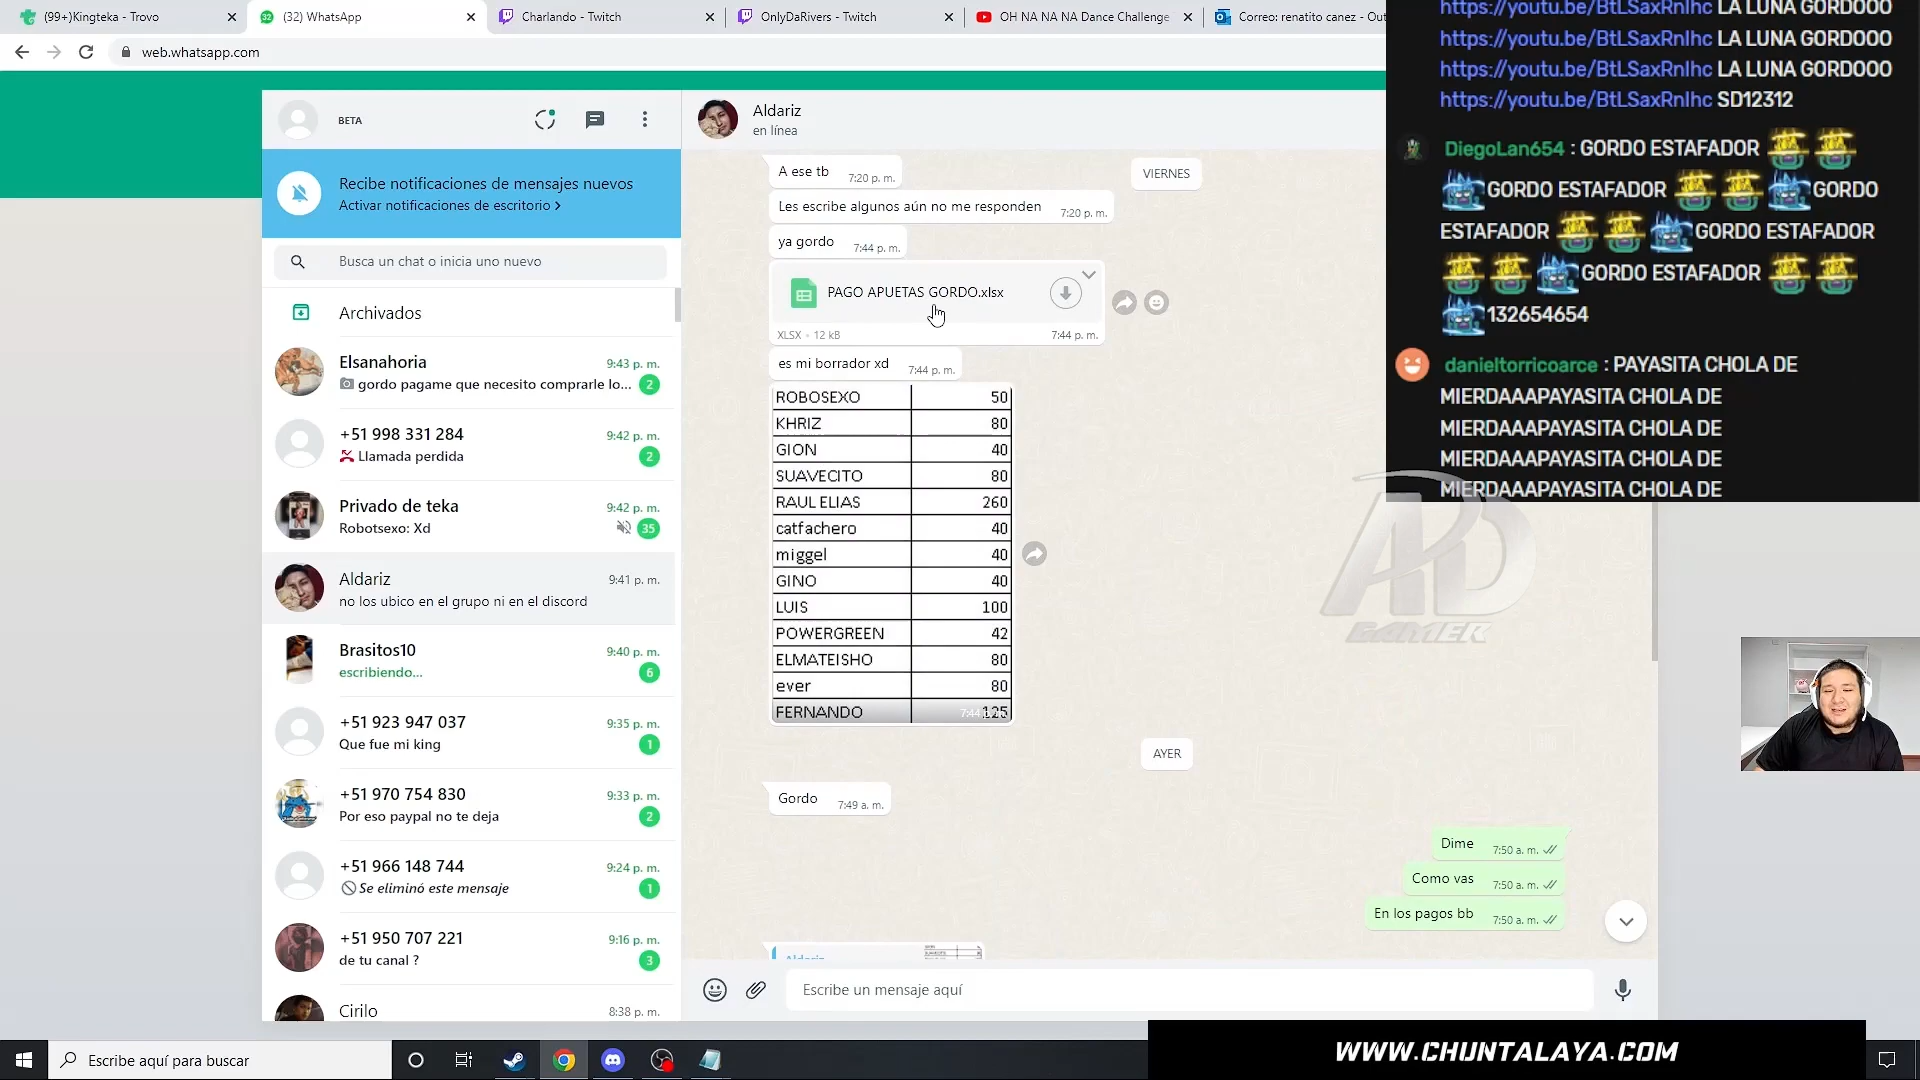 (99+)Kingteka - Trovo
(32) WhatsApp
Charlando - Twitch
OnlyDaRivers - Twitch
OH NA NA NA Dance Challenge
Correo: renatito canez - Out
web.whatsapp.com
BETA
Recibe notificaciones de mensajes nuevos
Activar notificaciones de escritorio >
Busca un chat o inicia uno nuevo
Archivados
Elsanahoria
9:43 p. m.
gordo pagame que necesito comprarle lo...
2
+51 998 331 284
9:42 p. m.
Llamada perdida
2
Privado de teka
9:42 p. m.
Robotsexo: Xd
35
Aldariz
9:41 p. m.
no los ubico en el grupo ni en el discord
Brasitos10
9:40 p. m.
escribiendo...
6
+51 923 947 037
9:35 p. m.
Que fue mi king
1
+51 970 754 830
9:33 p. m.
Por eso paypal no te deja
2
+51 966 148 744
9:24 p. m.
Se eliminó este mensaje
1
+51 950 707 221
9:16 p. m.
de tu canal ?
3
Cirilo
8:38 p. m.
Aldariz
en línea
VIERNES
A ese tb 7:20 p. m.
Les escribe algunos aún no me responden 7:20 p. m.
ya gordo 7:44 p. m.
PAGO APUETAS GORDO.xlsx
XLSX • 12 kB 7:44 p. m.
es mi borrador xd 7:44 p. m.
ROBOSEXO 50
KHRIZ 80
GION 40
SUAVECITO 80
RAUL ELIAS 260
catfachero 40
miggel 40
GINO 40
LUIS 100
POWERGREEN 42
ELMATEISHO 80
ever 80
FERNANDO 125
AYER
Gordo 7:49 a. m.
Dime 7:50 a. m.
Como vas 7:50 a. m.
En los pagos bb 7:50 a. m.
Aldariz
Escribe un mensaje aquí
https://youtu.be/BtLSaxRnIhc LA LUNA GORDOOO
https://youtu.be/BtLSaxRnIhc LA LUNA GORDOOO
https://youtu.be/BtLSaxRnIhc LA LUNA GORDOOO
https://youtu.be/BtLSaxRnIhc SD12312
DiegoLan654 : GORDO ESTAFADOR
GORDO ESTAFADOR GORDO
ESTAFADOR GORDO ESTAFADOR
GORDO ESTAFADOR
132654654
danieltorricoarce : PAYASITA CHOLA DE
MIERDAAAPAYASITA CHOLA DE
MIERDAAAPAYASITA CHOLA DE
MIERDAAAPAYASITA CHOLA DE
MIERDAAAPAYASITA CHOLA DE
AD
GAMER
Escribe aquí para buscar
WWW.CHUNTALAYA.COM